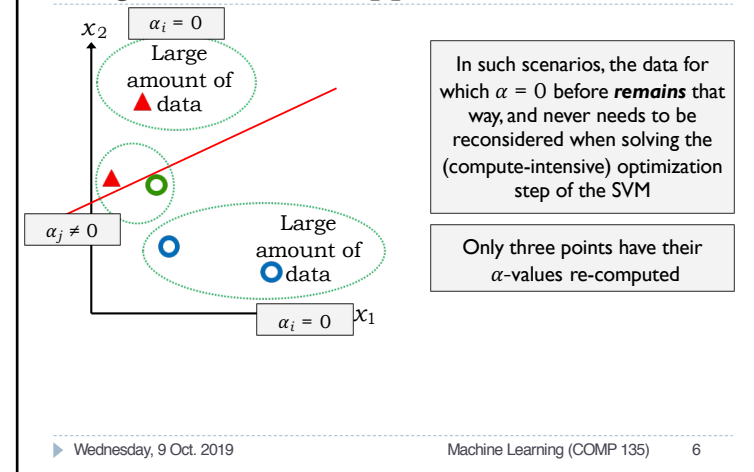 αᵢ = 0
x₂
Large
amount of
data
αⱼ ≠ 0
Large
amount of
data
αᵢ = 0
x₁
In such scenarios, the data for
which α = 0 before remains that
way, and never needs to be
reconsidered when solving the
(compute-intensive) optimization
step of the SVM
Only three points have their
α-values re-computed
Wednesday, 9 Oct. 2019
Machine Learning (COMP 135)
6